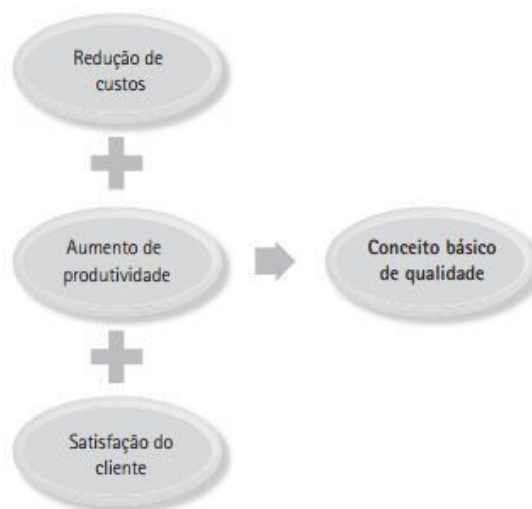 Redução de
custos
Aumento de
produtividade
Conceito básico
de qualidade
Satisfação do
cliente